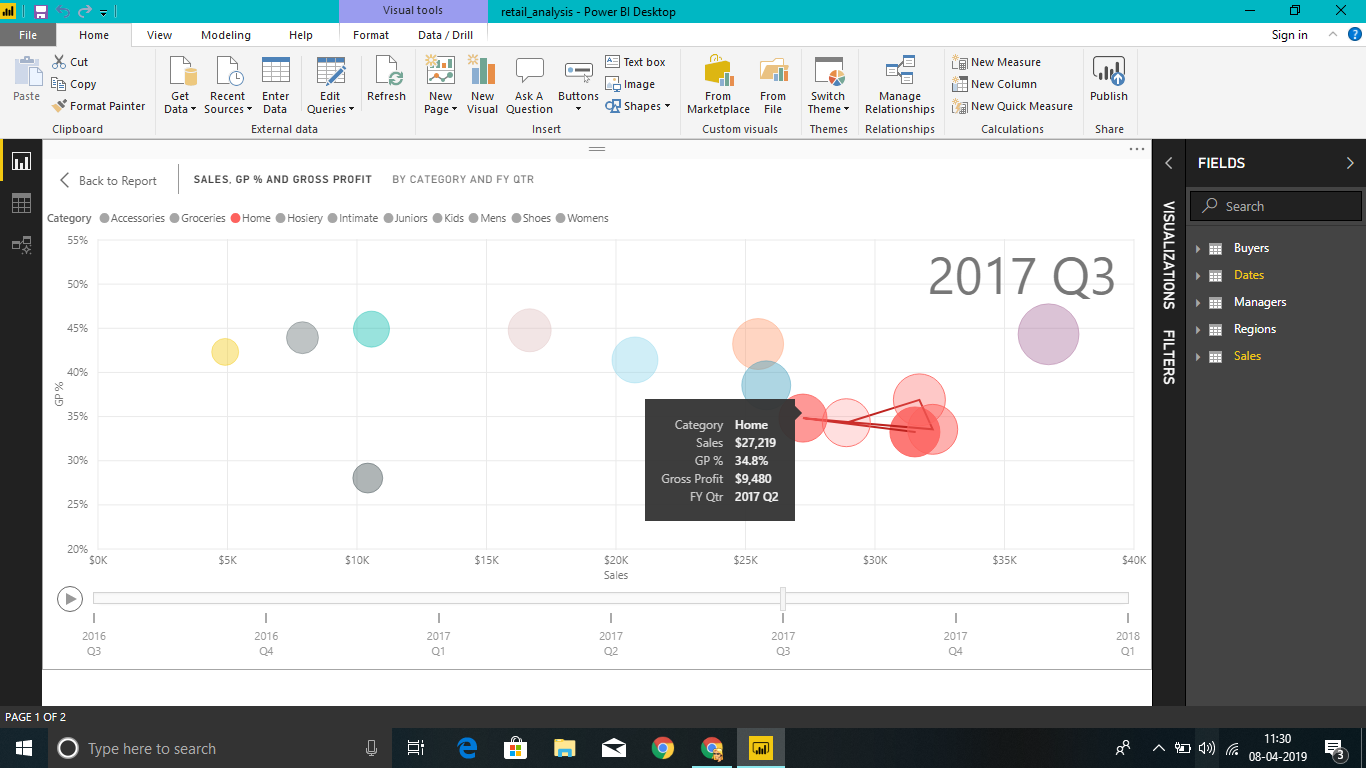 Visual tools
retail_analysis - Power BI Desktop
File Home View Modeling Help Format Data / Drill Sign in
Paste
Cut
Copy
Format Painter
Clipboard
Get Data
Recent Sources
Enter Data
Edit Queries
Refresh
External data
New Page
New Visual
Ask A Question
Buttons
Text box
Image
Shapes
Insert
From Marketplace
From File
Custom visuals
Switch Theme
Themes
Manage Relationships
Relationships
New Measure
New Column
New Quick Measure
Calculations
Publish
Share
Back to Report
SALES, GP % AND GROSS PROFIT BY CATEGORY AND FY QTR
Category Accessories Groceries Home Hosiery Intimate Juniors Kids Mens Shoes Womens
2017 Q3
GP %
55%
50%
45%
40%
35%
30%
25%
20%
Category Home
Sales $27,219
GP % 34.8%
Gross Profit $9,480
FY Qtr 2017 Q2
$0K $5K $10K $15K $20K $25K $30K $35K $40K
Sales
2016 2016 2017 2017 2017 2017 2018
Q3 Q4 Q1 Q2 Q3 Q4 Q1
VISUALIZATIONS
FILTERS
FIELDS
Search
Buyers
Dates
Managers
Regions
Sales
PAGE 1 OF 2
Type here to search
11:30
08-04-2019
3